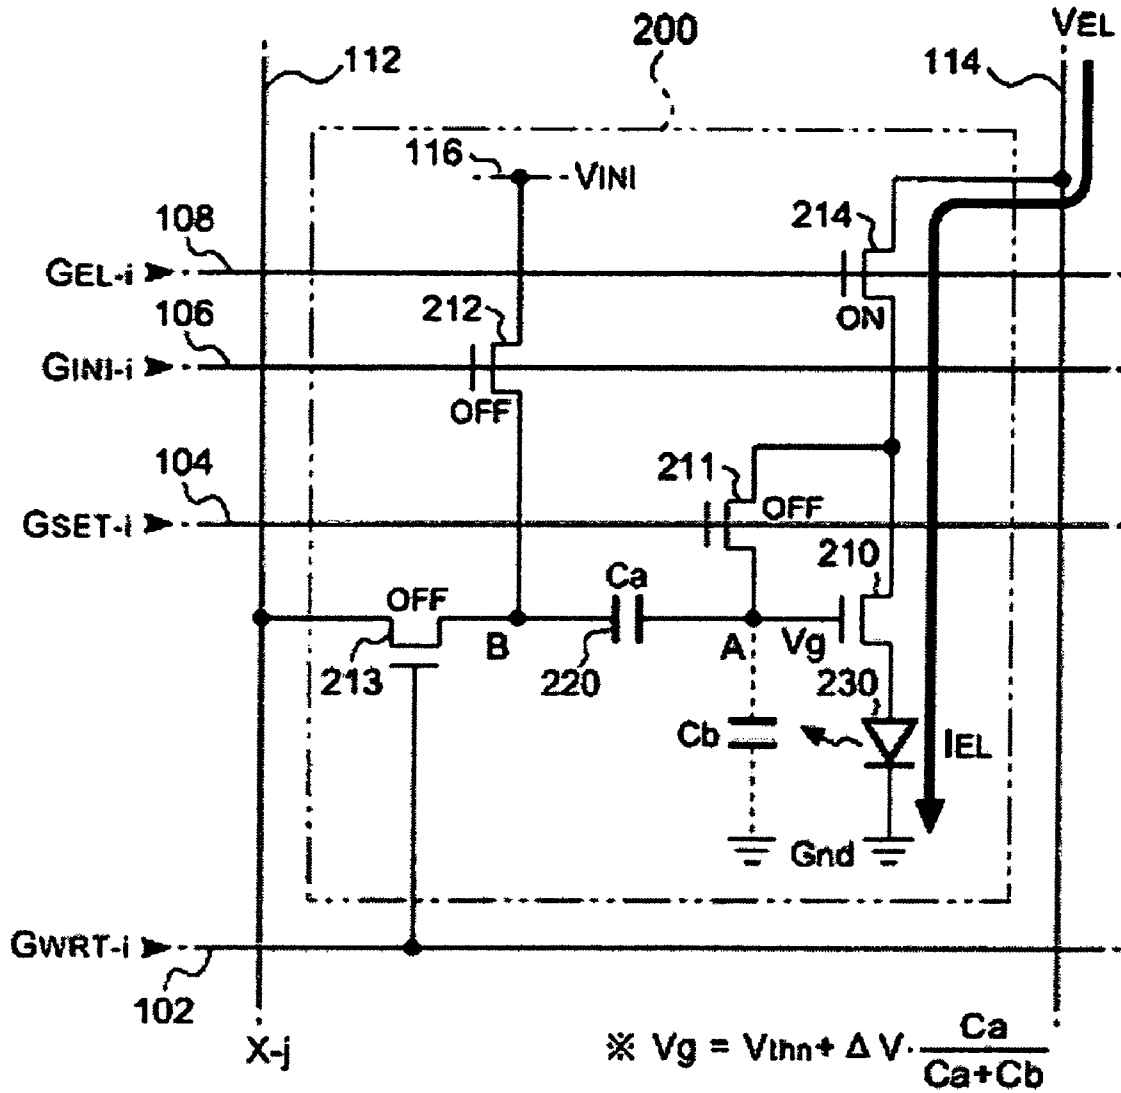 200
VEL
112
114
116
VINI
108
214
GEL-i
106
212
ON
GINI-i
OFF
104
211
GSET-i
OFF
210
OFF
Ca
B
A
Vg
213
220
230
Cb
IEL
Gnd
GWRT-i
102
X-j
※ Vg = Vthn + Δ V · Ca / Ca+Cb